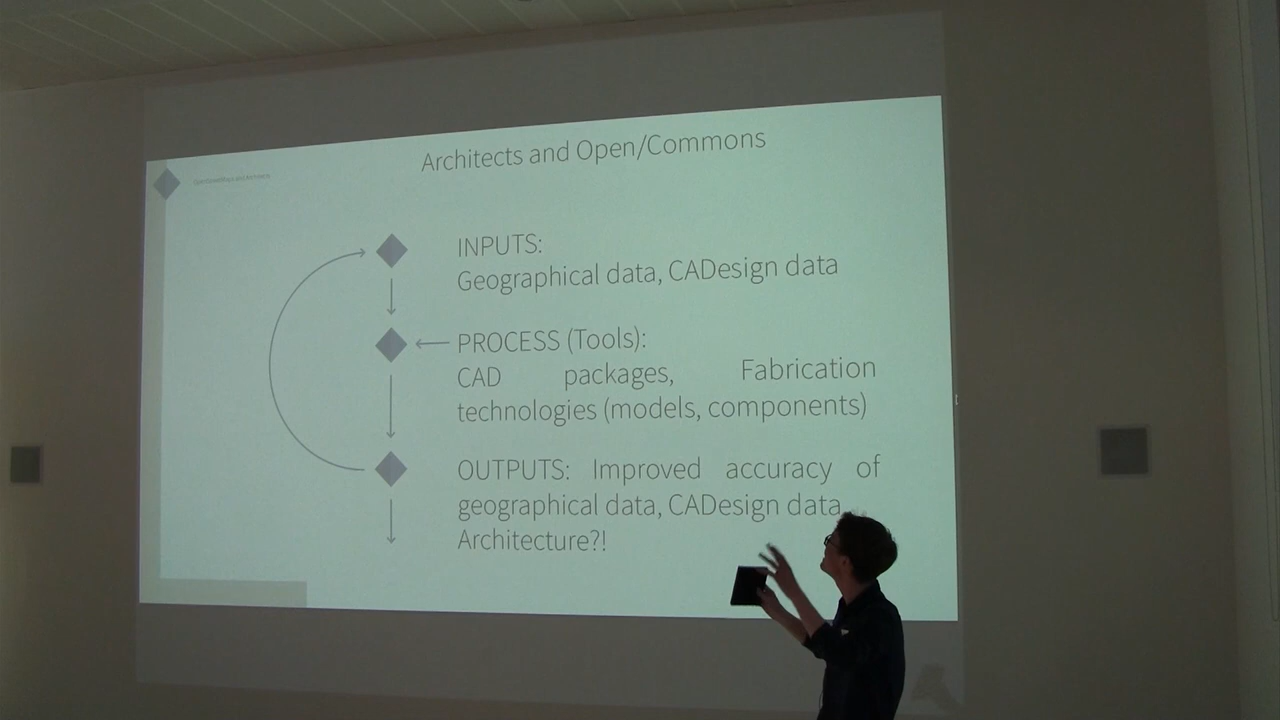 Architects and Open/Commons
INPUTS:
Geographical data, CADesign data
PROCESS (Tools):
CAD packages, Fabrication
technologies (models, components)
OUTPUTS: Improved accuracy of
geographical data, CADesign data
Architecture?!